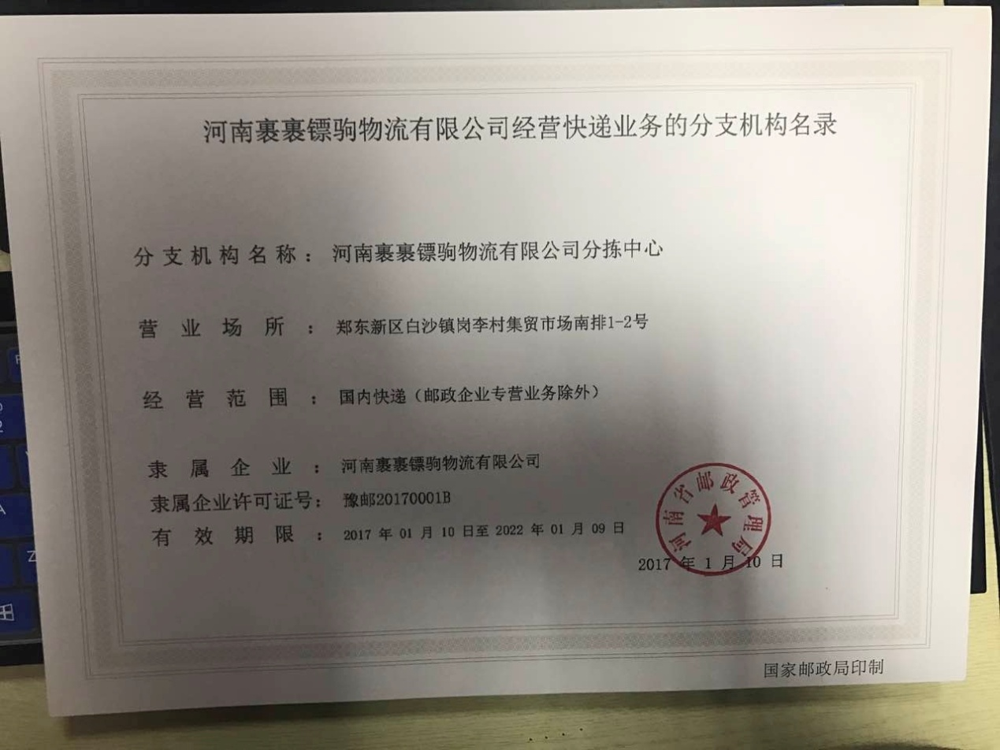 河南裹裹镖驹物流有限公司经营快递业务的分支机构名录
分支机构名称：河南裹裹镖驹物流有限公司分拣中心
营业场所：郑东新区白沙镇岗李村集贸市场南排1-2号
经营范围：国内快递（邮政企业专营业务除外）
隶属企业：河南裹裹镖驹物流有限公司
隶属企业许可证号：豫邮20170001B
有效期限：2017 年 01 月 10 日至 2022 年 01 月 09 日
河南省邮政管理局
2017 年 1 月 10 日
国家邮政局印制